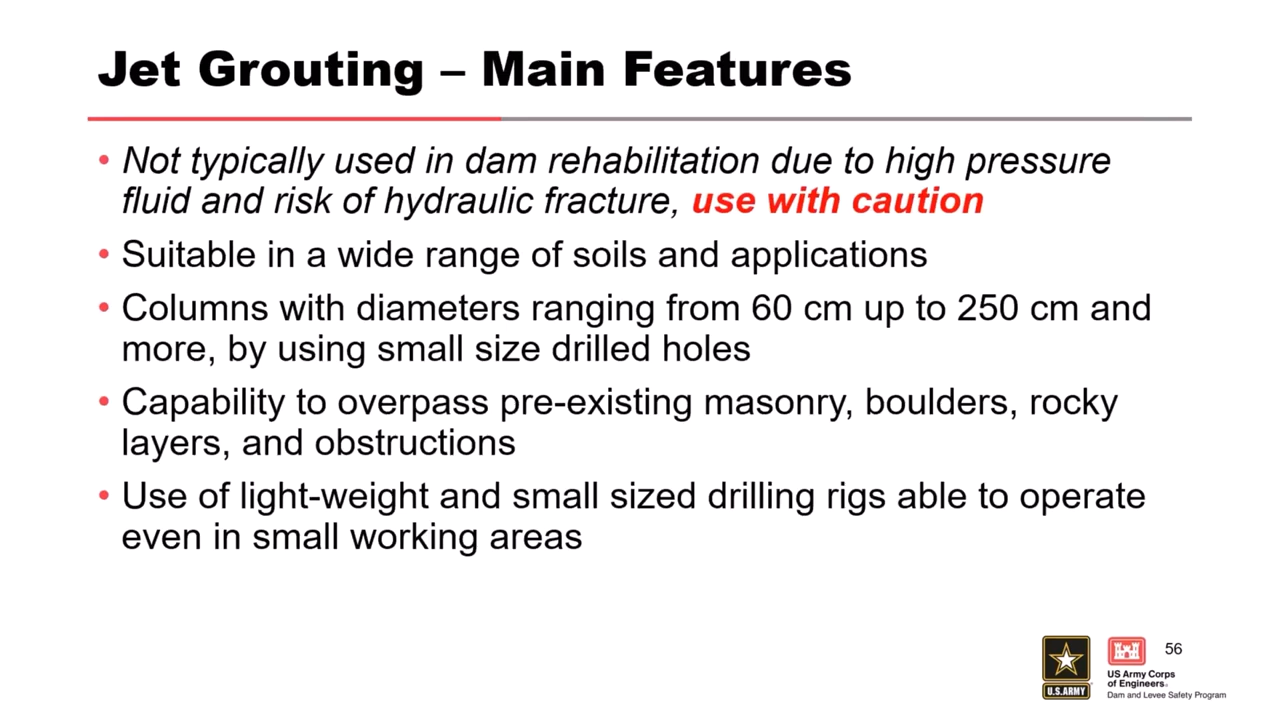 Jet Grouting – Main Features
• Not typically used in dam rehabilitation due to high pressure
fluid and risk of hydraulic fracture, use with caution
• Suitable in a wide range of soils and applications
• Columns with diameters ranging from 60 cm up to 250 cm and
more, by using small size drilled holes
• Capability to overpass pre-existing masonry, boulders, rocky
layers, and obstructions
• Use of light-weight and small sized drilling rigs able to operate
even in small working areas
56
U.S.ARMY
US Army Corps
of Engineers®
Dam and Levee Safety Program